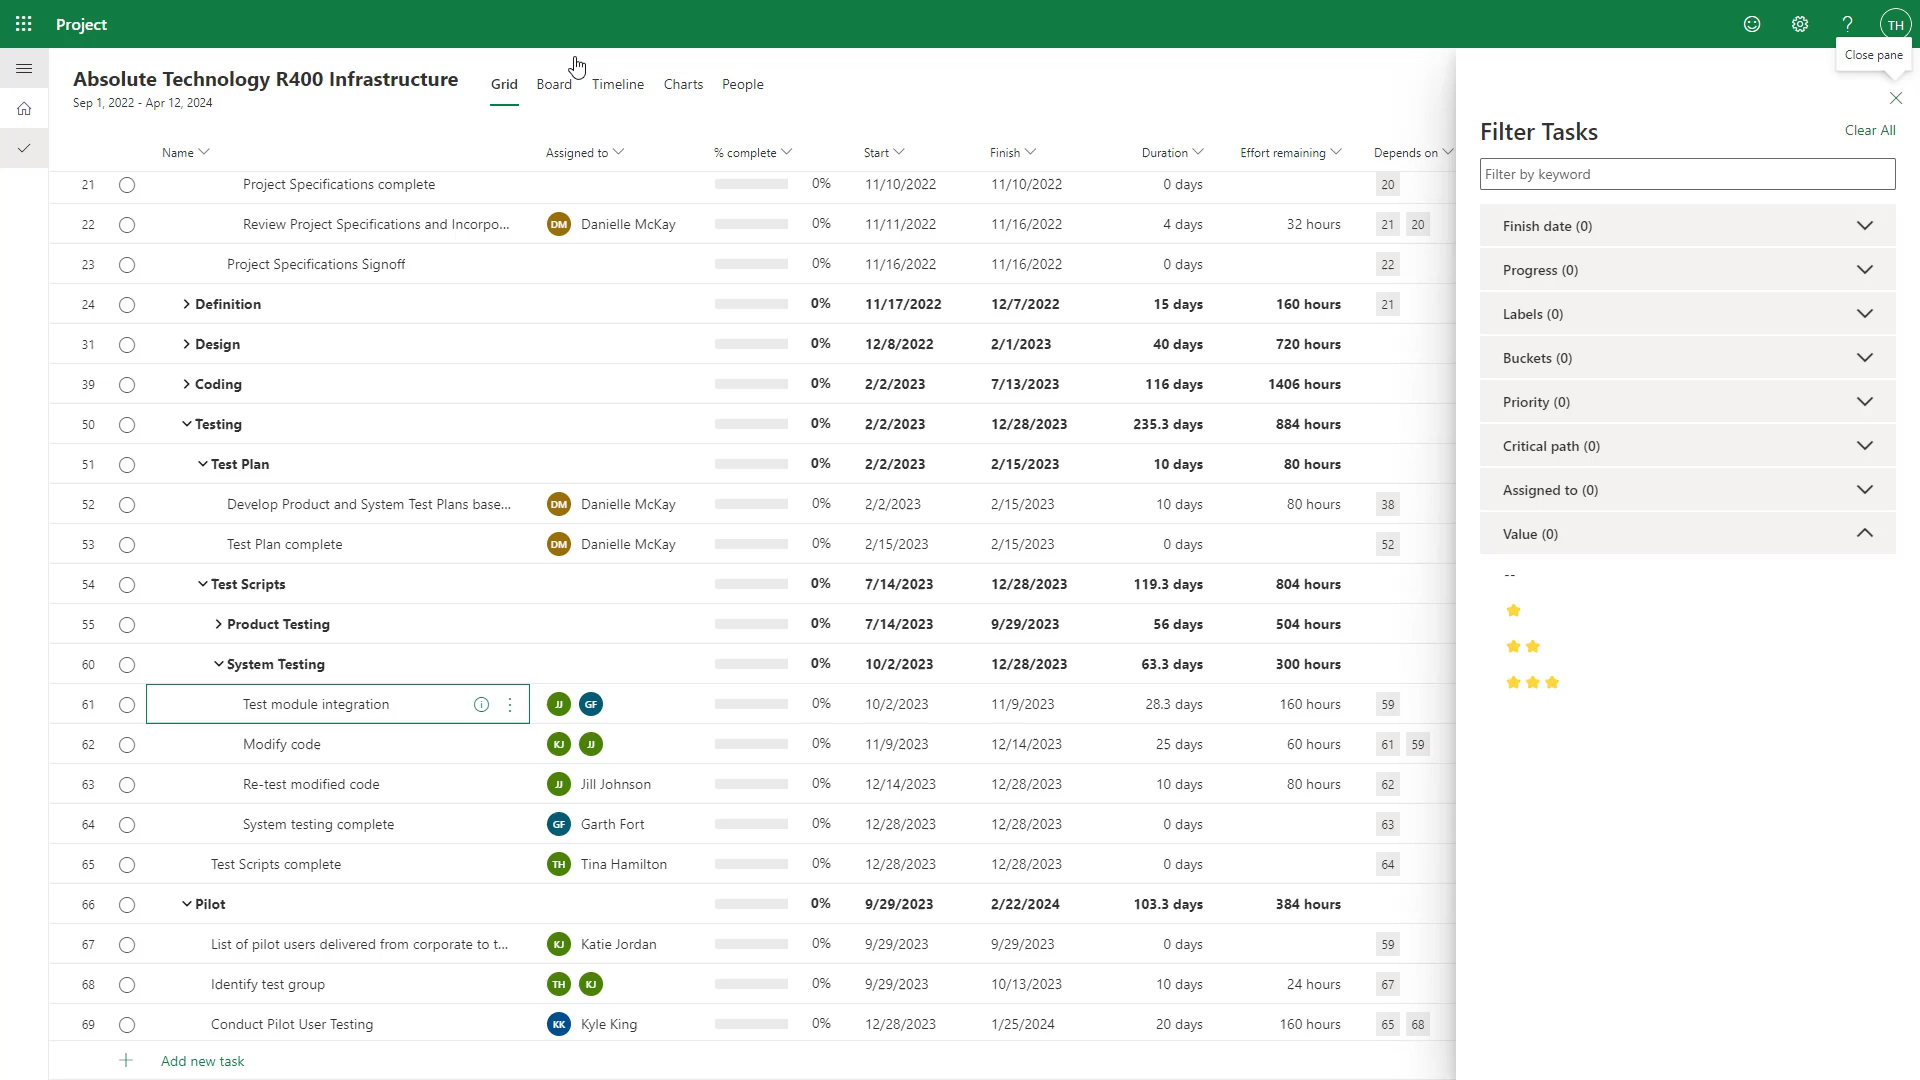 Project
TH
Close pane
Absolute Technology R400 Infrastructure
Sep 1, 2022 - Apr 12, 2024
Grid Board Timeline Charts People
Name Assigned to % complete Start Finish Duration Effort remaining Depends on
21 Project Specifications complete 0% 11/10/2022 11/10/2022 0 days 20
22 Review Project Specifications and Incorpo... DM Danielle McKay 0% 11/11/2022 11/16/2022 4 days 32 hours 21 20
23 Project Specifications Signoff 0% 11/16/2022 11/16/2022 0 days 22
24 Definition 0% 11/17/2022 12/7/2022 15 days 160 hours 21
31 Design 0% 12/8/2022 2/1/2023 40 days 720 hours
39 Coding 0% 2/2/2023 7/13/2023 116 days 1406 hours
50 Testing 0% 2/2/2023 12/28/2023 235.3 days 884 hours
51 Test Plan 0% 2/2/2023 2/15/2023 10 days 80 hours
52 Develop Product and System Test Plans base... DM Danielle McKay 0% 2/2/2023 2/15/2023 10 days 80 hours 38
53 Test Plan complete DM Danielle McKay 0% 2/15/2023 2/15/2023 0 days 52
54 Test Scripts 0% 7/14/2023 12/28/2023 119.3 days 804 hours
55 Product Testing 0% 7/14/2023 9/29/2023 56 days 504 hours
60 System Testing 0% 10/2/2023 12/28/2023 63.3 days 300 hours
61 Test module integration JJ GF 0% 10/2/2023 11/9/2023 28.3 days 160 hours 59
62 Modify code KJ JJ 0% 11/9/2023 12/14/2023 25 days 60 hours 61 59
63 Re-test modified code JJ Jill Johnson 0% 12/14/2023 12/28/2023 10 days 80 hours 62
64 System testing complete GF Garth Fort 0% 12/28/2023 12/28/2023 0 days 63
65 Test Scripts complete TH Tina Hamilton 0% 12/28/2023 12/28/2023 0 days 64
66 Pilot 0% 9/29/2023 2/22/2024 103.3 days 384 hours
67 List of pilot users delivered from corporate to t... KJ Katie Jordan 0% 9/29/2023 9/29/2023 0 days 59
68 Identify test group TH KJ 0% 9/29/2023 10/13/2023 10 days 24 hours 67
69 Conduct Pilot User Testing KK Kyle King 0% 12/28/2023 1/25/2024 20 days 160 hours 65 68
Add new task
Filter Tasks
Clear All
Filter by keyword
Finish date (0)
Progress (0)
Labels (0)
Buckets (0)
Priority (0)
Critical path (0)
Assigned to (0)
Value (0)
--